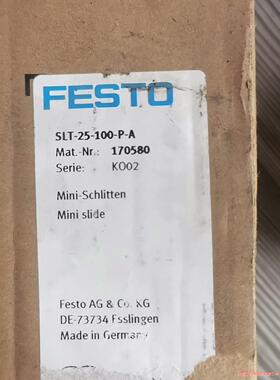 FESTO
SLT-25-100-P-A
Mat.-Nr.: 170580
Serie: K002
Mini-Schlitten
Mini slide
Festo AG & Co. KG
DE-73734 Esslingen
Made in Germany